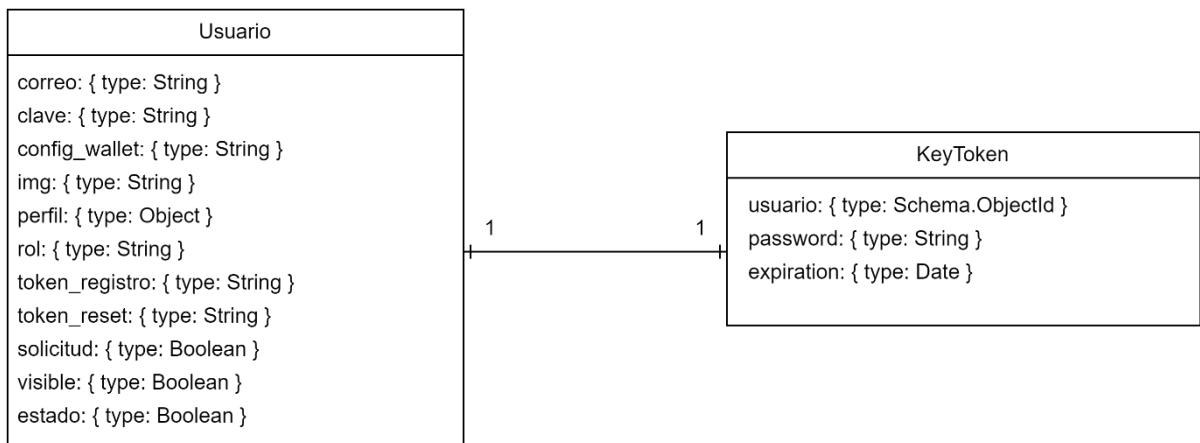 Usuario
correo: { type: String }
clave: { type: String }
config_wallet: { type: String }
img: { type: String }
perfil: { type: Object }
rol: { type: String }
token_registro: { type: String }
token_reset: { type: String }
solicitud: { type: Boolean }
visible: { type: Boolean }
estado: { type: Boolean }
1
1
KeyToken
usuario: { type: Schema.ObjectId }
password: { type: String }
expiration: { type: Date }